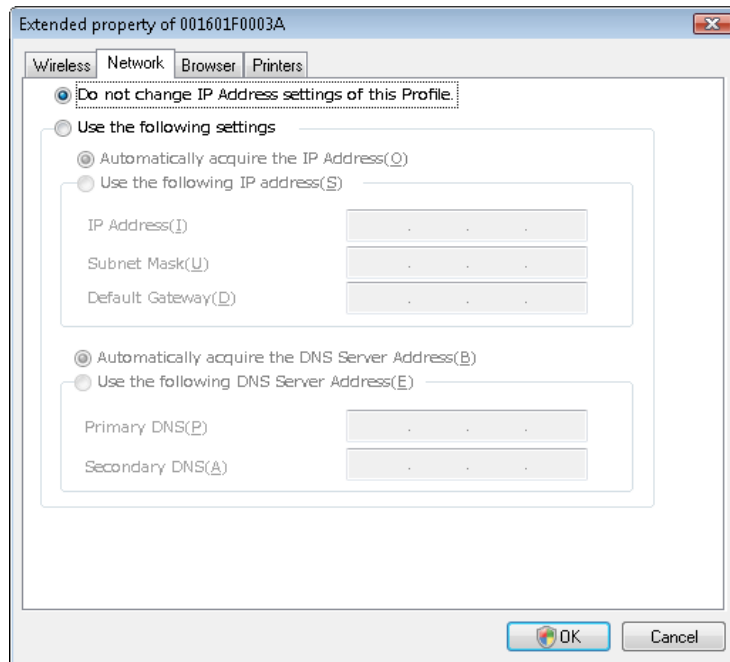 Extended property of 001601F0003A
Wireless Network Browser Printers
Do not change IP Address settings of this Profile.
Use the following settings
Automatically acquire the IP Address(O)
Use the following IP address(S)
IP Address(I) . . .
Subnet Mask(U) . . .
Default Gateway(D) . . .
Automatically acquire the DNS Server Address(B)
Use the following DNS Server Address(E)
Primary DNS(P) . . .
Secondary DNS(A) . . .
OK Cancel